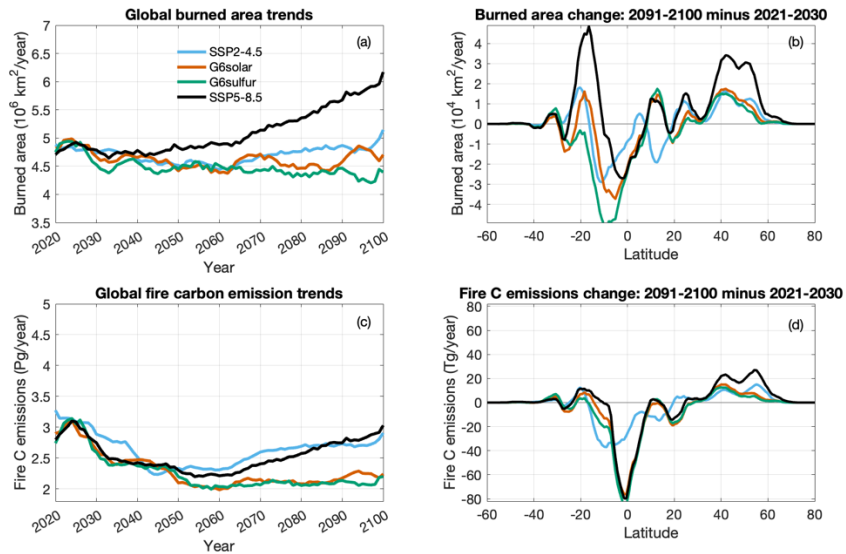 Global burned area trends
Burned area (10⁶ km²/year)
7
6.5
6
5.5
5
4.5
4
3.5
(a)
SSP2-4.5
G6solar
G6sulfur
SSP5-8.5
2020 2030 2040 2050 2060 2070 2080 2090 2100
Year
Burned area change: 2091-2100 minus 2021-2030
Burned area (10⁴ km²/year)
4
3
2
1
0
-1
-2
-3
-4
(b)
-60 -40 -20 0 20 40 60 80
Latitude
Global fire carbon emission trends
Fire C emissions (Pg/year)
5
4.5
4
3.5
3
2.5
2
(c)
2020 2030 2040 2050 2060 2070 2080 2090 2100
Year
Fire C emissions change: 2091-2100 minus 2021-2030
Fire C emissions (Tg/year)
80
60
40
20
0
-20
-40
-60
-80
(d)
-60 -40 -20 0 20 40 60 80
Latitude